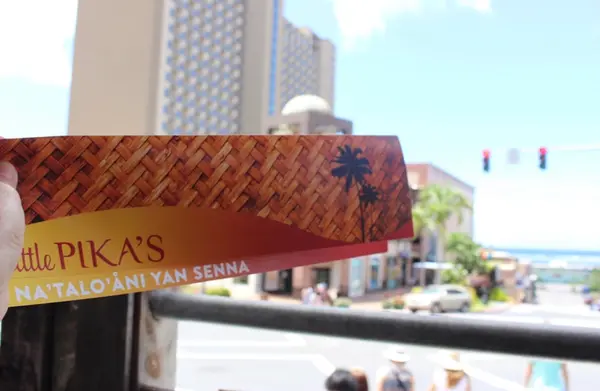 ttle PIKA'S
NA'TALO'ÅNI YAN SENNA